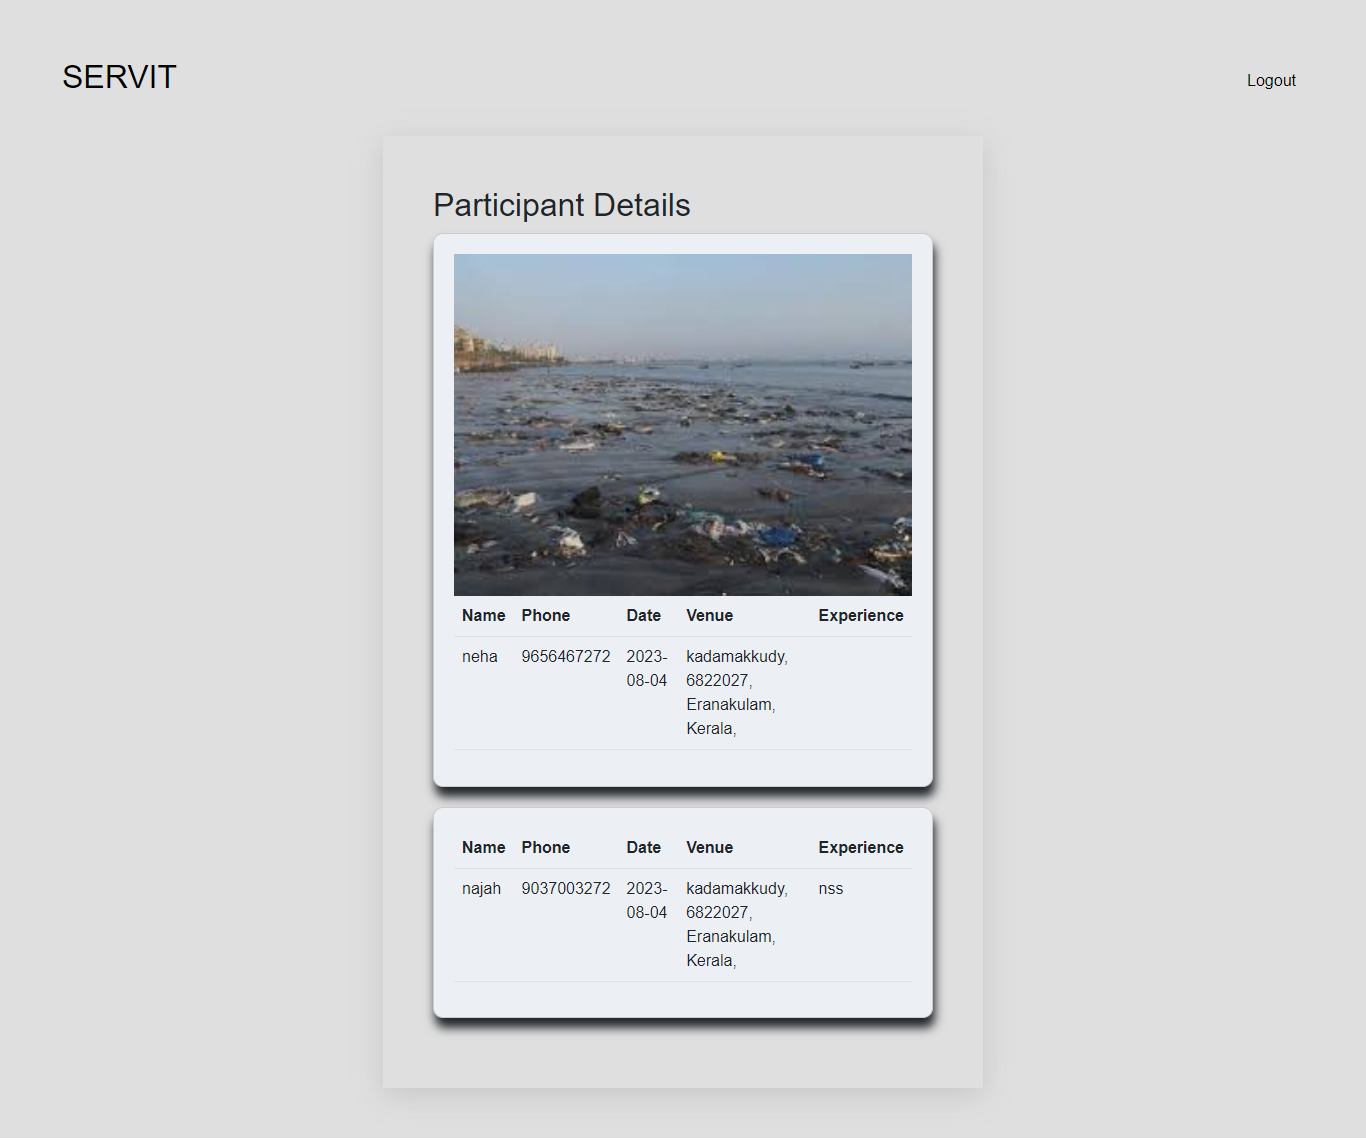 SERVIT
Logout
Participant Details
Name Phone Date Venue Experience
neha 9656467272 2023- kadamakkudy,
08-04 6822027,
Eranakulam,
Kerala,
Name Phone Date Venue Experience
najah 9037003272 2023- kadamakkudy, nss
08-04 6822027,
Eranakulam,
Kerala,